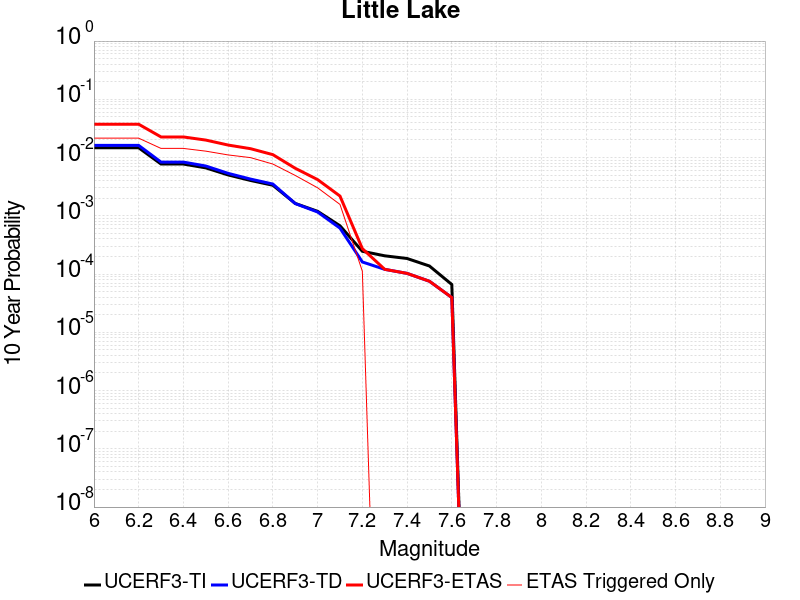 Little Lake
10^0
10^-1
10^-2
10^-3
10^-4
10^-5
10^-6
10^-7
10^-8
10 Year Probability
6 6.2 6.4 6.6 6.8 7 7.2 7.4 7.6 7.8 8 8.2 8.4 8.6 8.8 9
Magnitude
UCERF3-TI UCERF3-TD UCERF3-ETAS ETAS Triggered Only